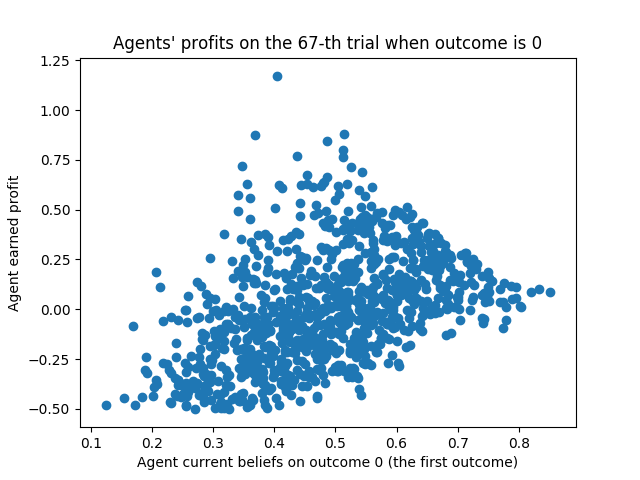 Agents' profits on the 67-th trial when outcome is 0
1.25
1.00
0.75
0.50
0.25
0.00
−0.25
−0.50
Agent earned profit
0.1 0.2 0.3 0.4 0.5 0.6 0.7 0.8
Agent current beliefs on outcome 0 (the first outcome)